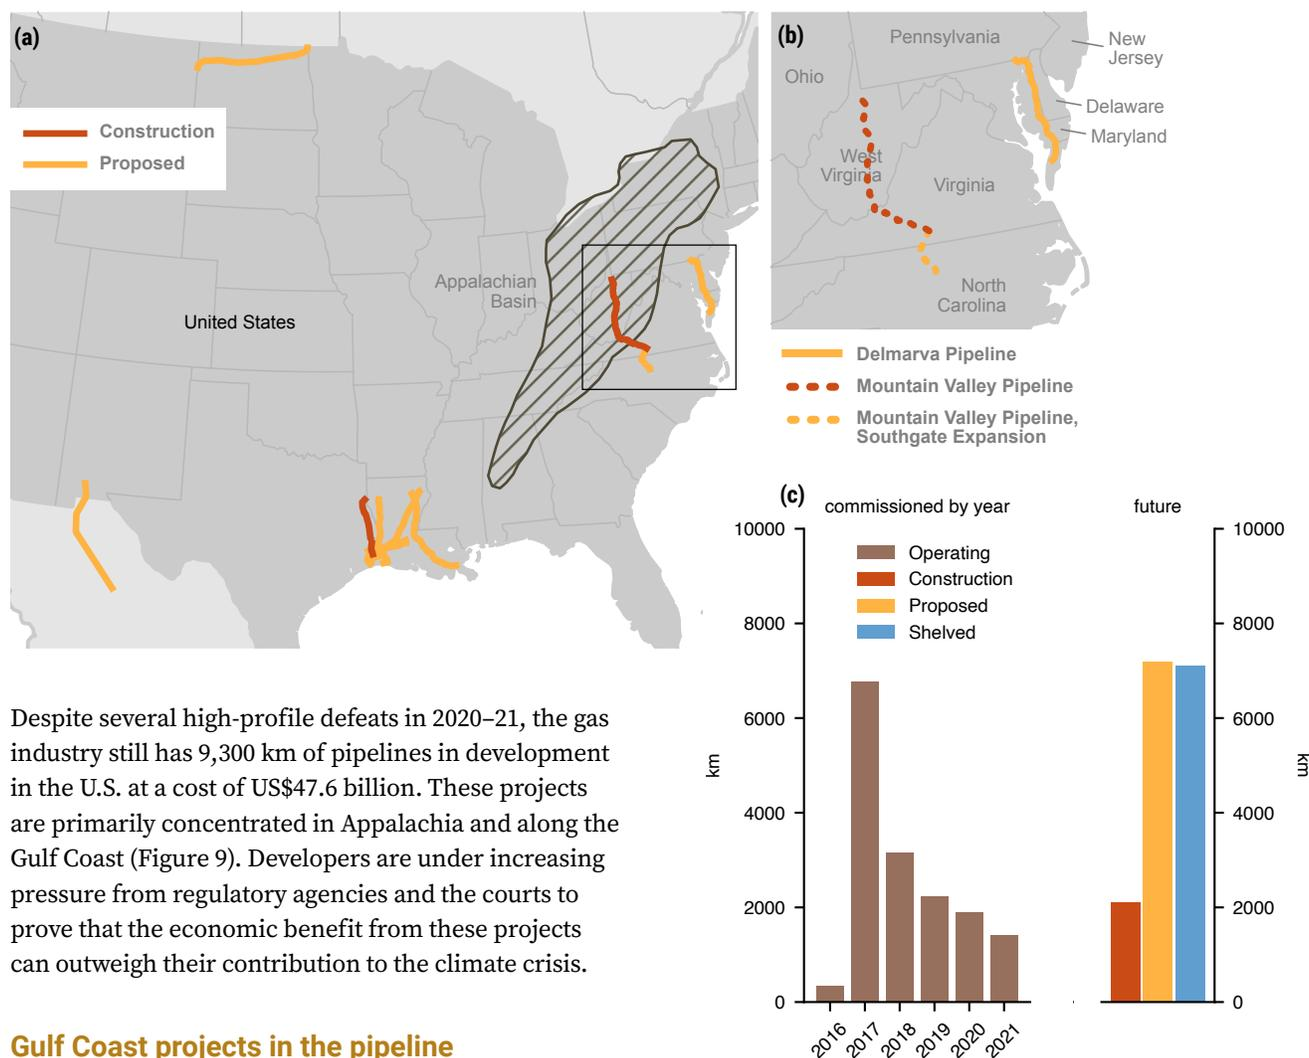 (a)
Construction
Proposed
Appalachian
Basin
United States
(b)
Pennsylvania
New
Jersey
Ohio
Delaware
Maryland
West
Virginia
Virginia
North
Carolina
Delmarva Pipeline
Mountain Valley Pipeline
Mountain Valley Pipeline,
Southgate Expansion
(c)
commissioned by year
future
Operating
Construction
Proposed
Shelved
10000
8000
6000
4000
2000
0
km
10000
8000
6000
4000
2000
0
km
2016
2017
2018
2019
2020
2021
Despite several high-profile defeats in 2020–21, the gas
industry still has 9,300 km of pipelines in development
in the U.S. at a cost of US$47.6 billion. These projects
are primarily concentrated in Appalachia and along the
Gulf Coast (Figure 9). Developers are under increasing
pressure from regulatory agencies and the courts to
prove that the economic benefit from these projects
can outweigh their contribution to the climate crisis.
Gulf Coast projects in the pipeline